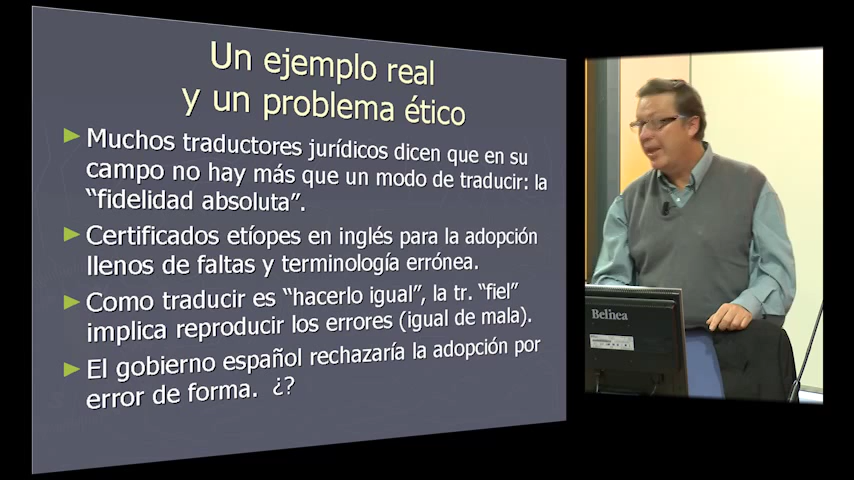 Un ejemplo real
y un problema ético
Muchos traductores jurídicos dicen que en su
campo no hay más que un modo de traducir: la
“fidelidad absoluta”.
Certificados etíopes en inglés para la adopción
llenos de faltas y terminología errónea.
Como traducir es “hacerlo igual”, la tr. “fiel”
implica reproducir los errores (igual de mala).
El gobierno español rechazaría la adopción por
error de forma. ¿?
Belinea